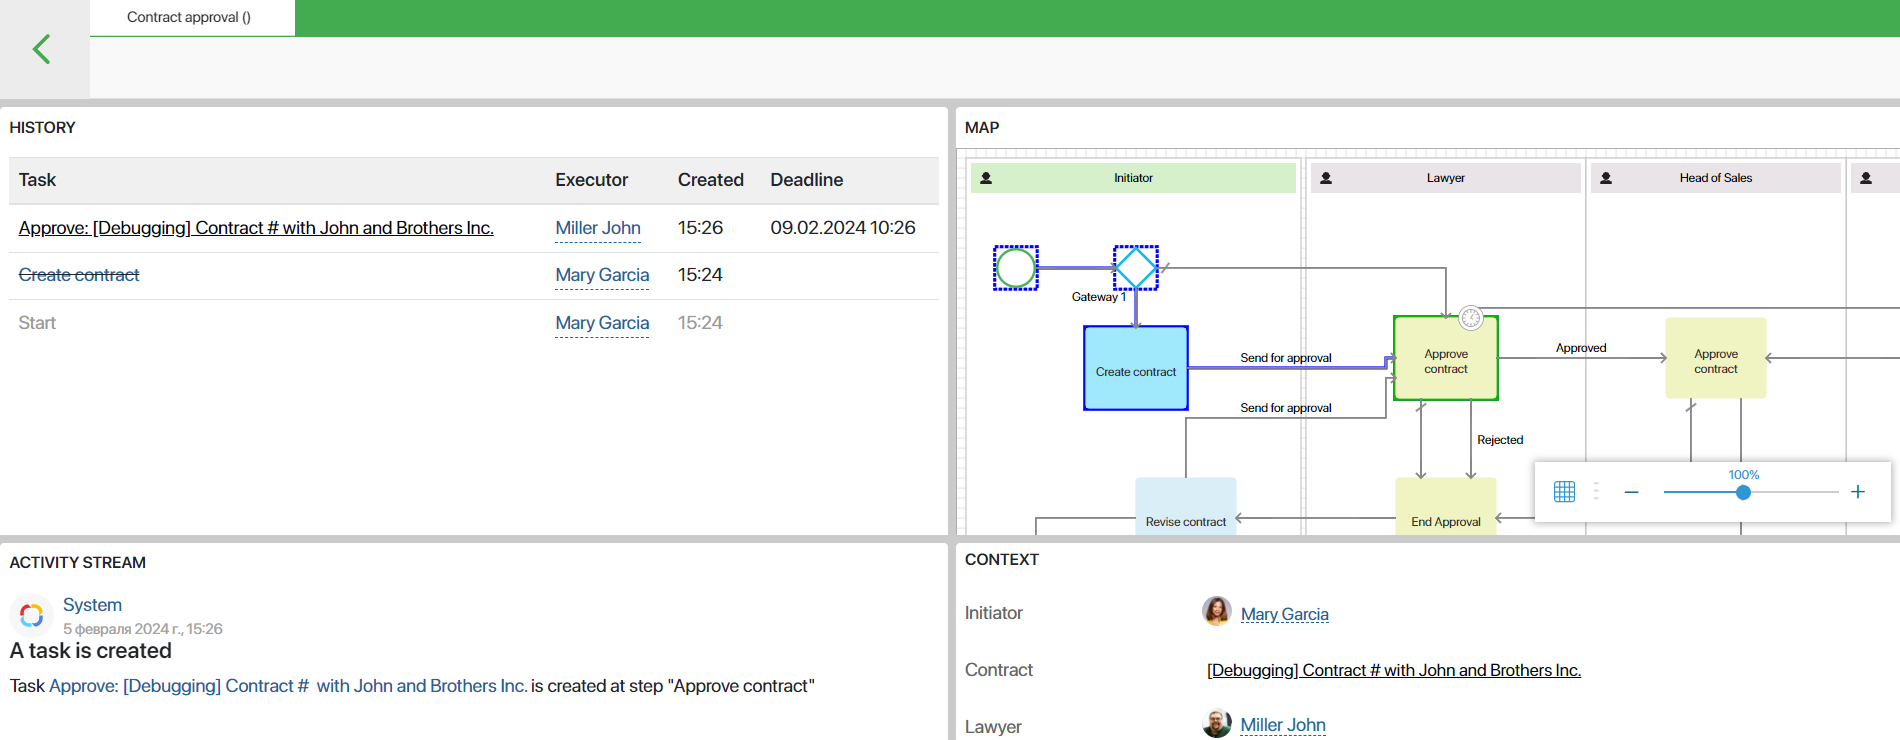 Contract approval ()
HISTORY
Task Executor Created Deadline
Approve: [Debugging] Contract # with John and Brothers Inc. Miller John 15:26 09.02.2024 10:26
Create contract Mary Garcia 15:24
Start Mary Garcia 15:24
MAP
Initiator Lawyer Head of Sales
Gateway 1
Send for approval
Approve
contract
Approved
Approve
contract
Create contract
Send for approval
Rejected
Revise contract
End Approval
100%
ACTIVITY STREAM
System
5 февраля 2024 г., 15:26
A task is created
Task Approve: [Debugging] Contract # with John and Brothers Inc. is created at step "Approve contract"
CONTEXT
Initiator Mary Garcia
Contract [Debugging] Contract # with John and Brothers Inc.
Lawyer Miller John